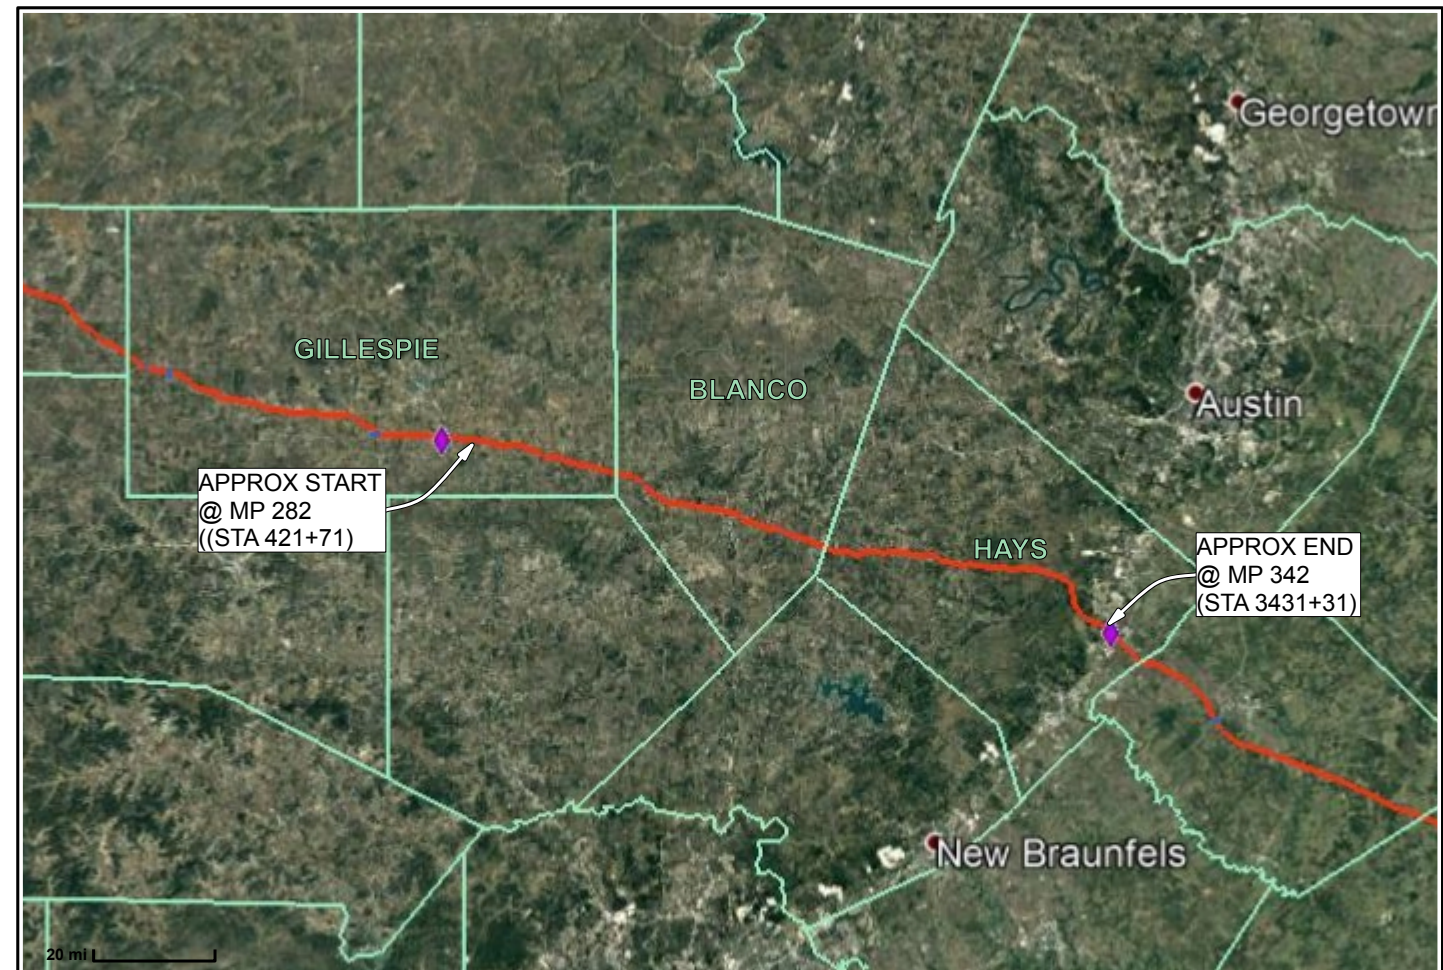 Georgetown
GILLESPIE
BLANCO
Austin
APPROX START
@ MP 282
((STA 421+71)
HAYS
APPROX END
@ MP 342
(STA 3431+31)
New Braunfels
20 mi